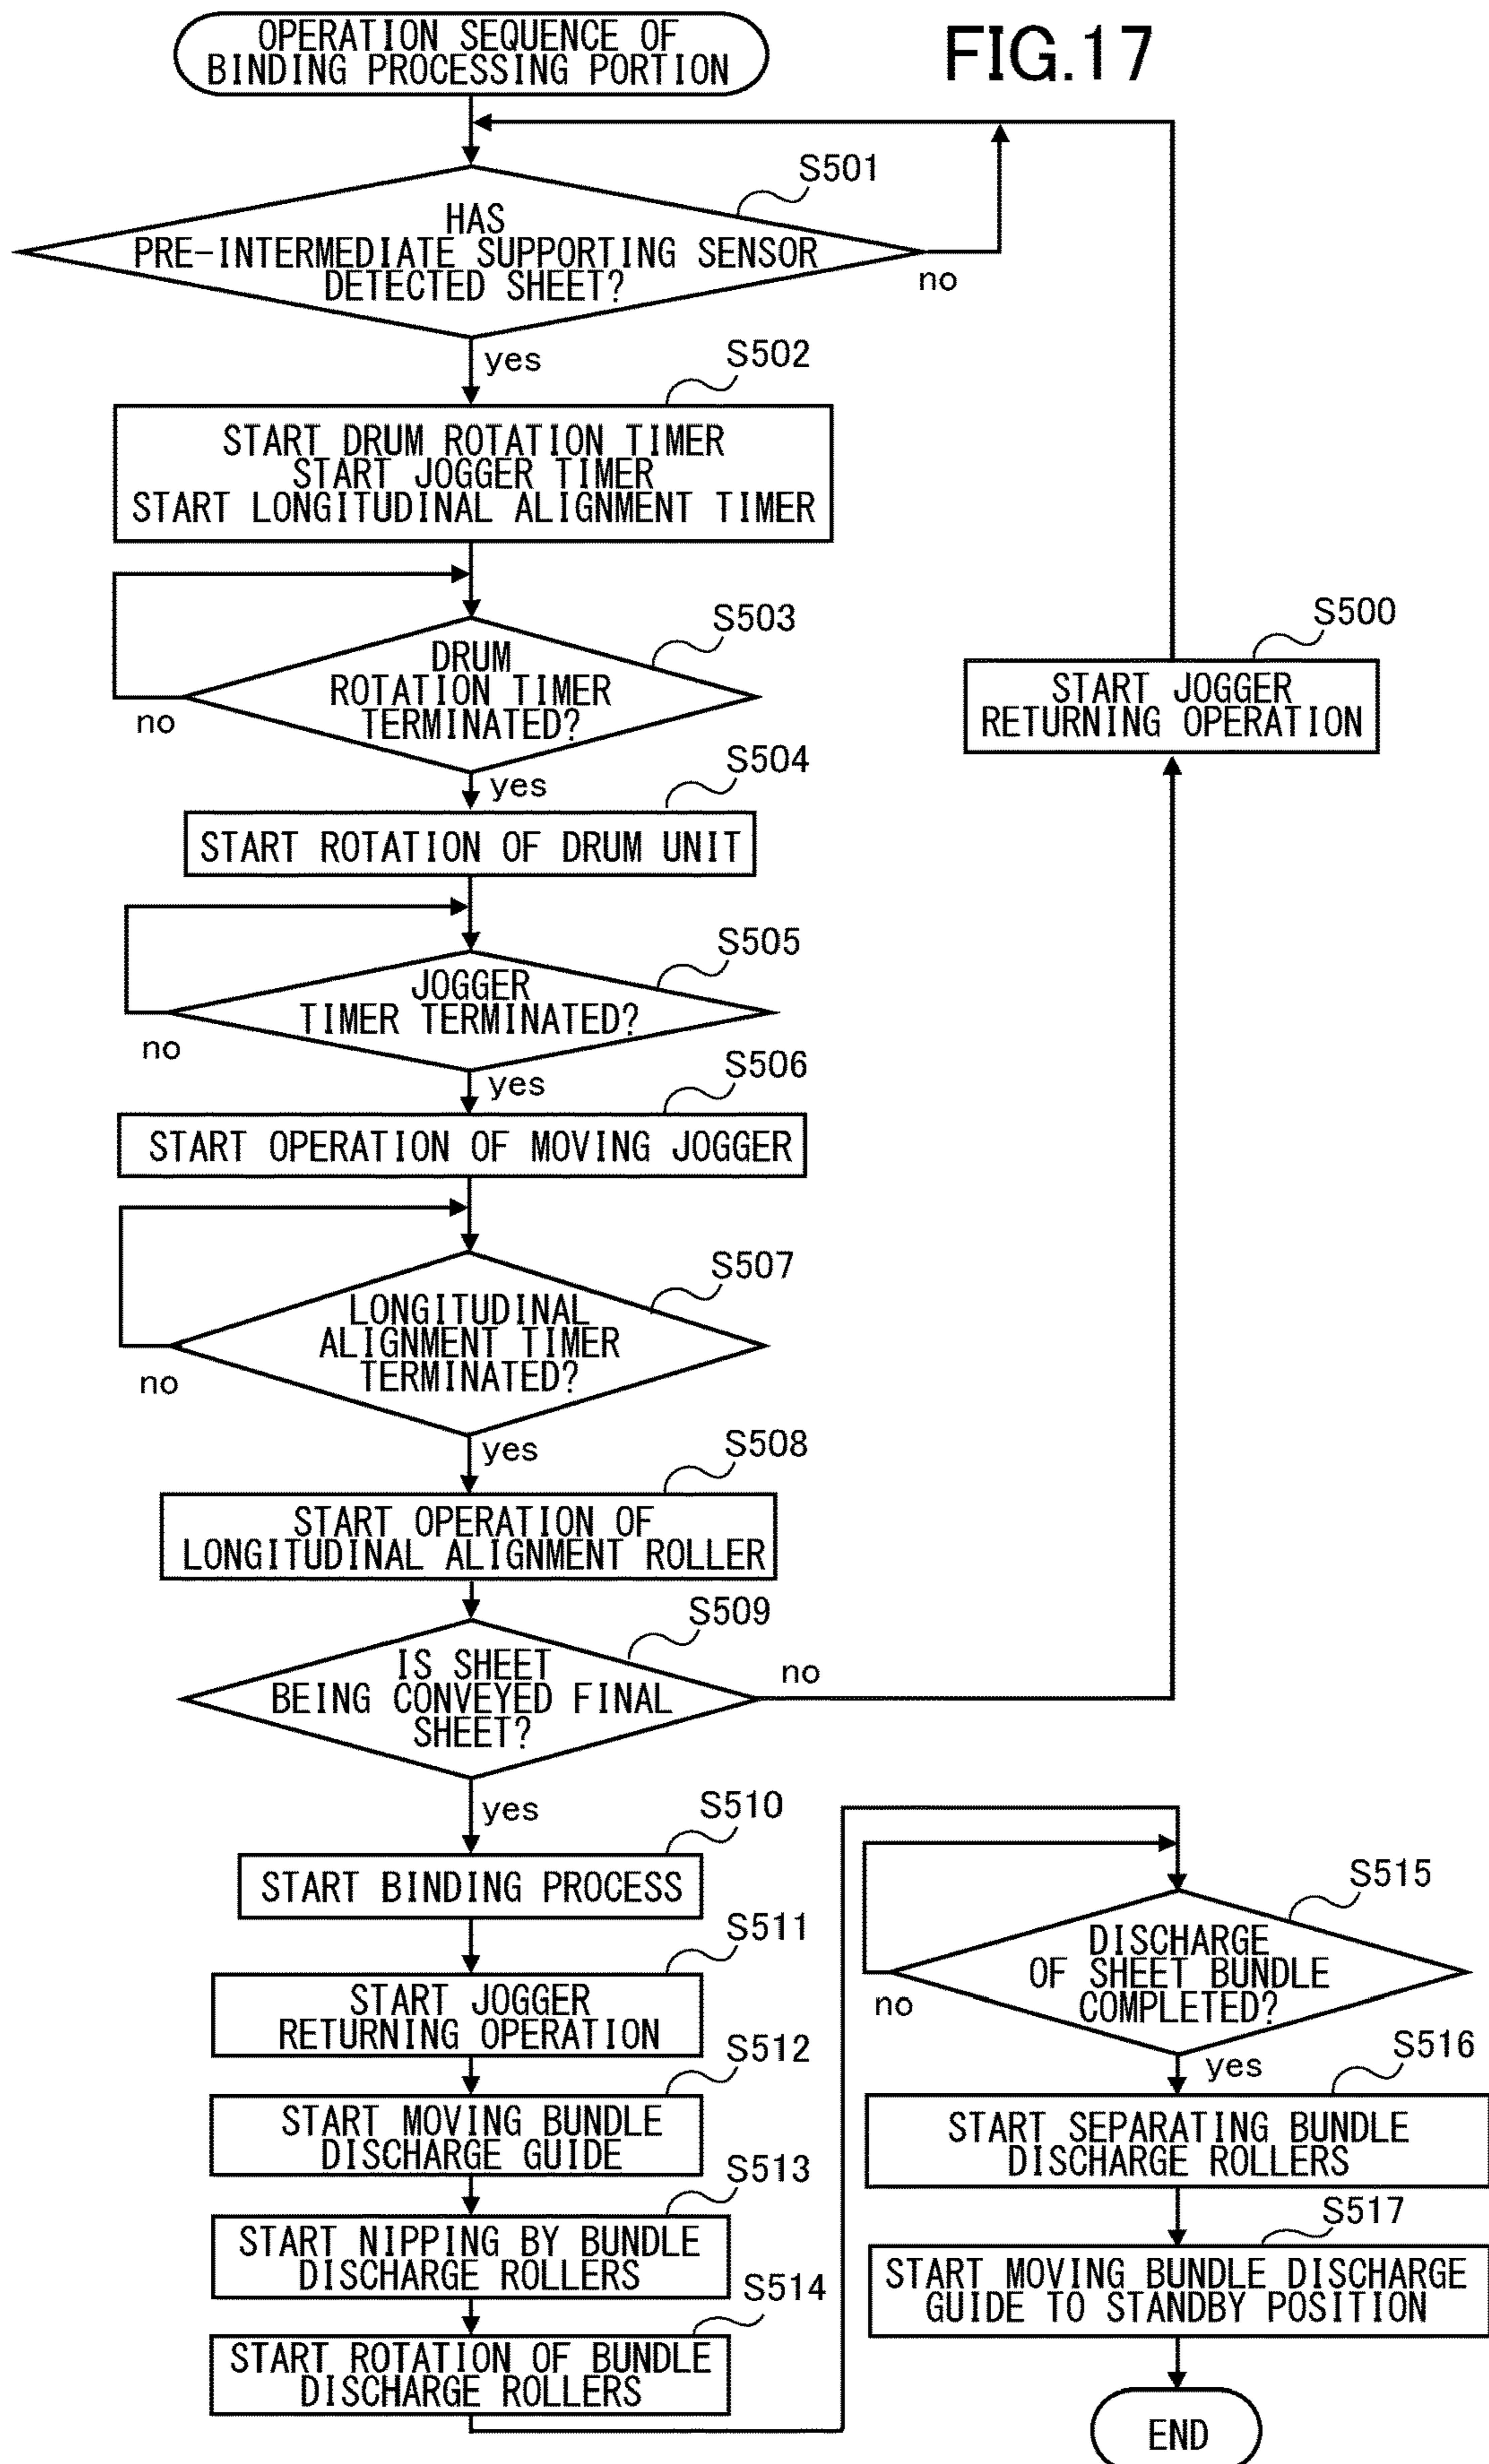 FIG.17
OPERATION SEQUENCE OF
BINDING PROCESSING PORTION
S501
HAS
PRE-INTERMEDIATE SUPPORTING SENSOR
DETECTED SHEET?
no
yes
S502
START DRUM ROTATION TIMER
START JOGGER TIMER
START LONGITUDINAL ALIGNMENT TIMER
S503
DRUM
ROTATION TIMER
TERMINATED?
no
yes
S504
START ROTATION OF DRUM UNIT
S505
JOGGER
TIMER TERMINATED?
no
yes
S506
START OPERATION OF MOVING JOGGER
S507
LONGITUDINAL
ALIGNMENT TIMER
TERMINATED?
no
yes
S508
START OPERATION OF
LONGITUDINAL ALIGNMENT ROLLER
S509
IS SHEET
BEING CONVEYED FINAL
SHEET?
no
yes
S500
START JOGGER
RETURNING OPERATION
S510
START BINDING PROCESS
S511
START JOGGER
RETURNING OPERATION
S512
START MOVING BUNDLE
DISCHARGE GUIDE
S513
START NIPPING BY BUNDLE
DISCHARGE ROLLERS
S514
START ROTATION OF BUNDLE
DISCHARGE ROLLERS
S515
DISCHARGE
OF SHEET BUNDLE
COMPLETED?
no
yes
S516
START SEPARATING BUNDLE
DISCHARGE ROLLERS
S517
START MOVING BUNDLE DISCHARGE
GUIDE TO STANDBY POSITION
END